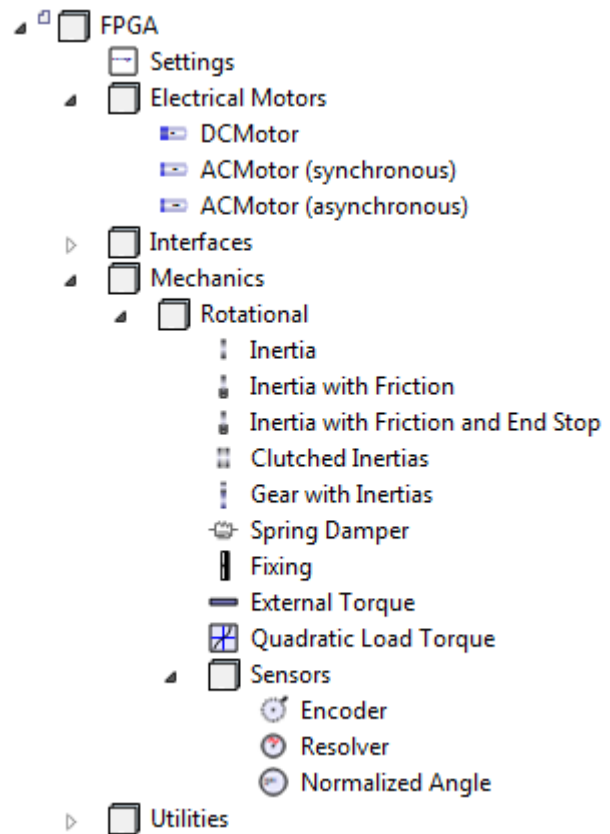 FPGA
Settings
Electrical Motors
DCMotor
ACMotor (synchronous)
ACMotor (asynchronous)
Interfaces
Mechanics
Rotational
Inertia
Inertia with Friction
Inertia with Friction and End Stop
Clutched Inertias
Gear with Inertias
Spring Damper
Fixing
External Torque
Quadratic Load Torque
Sensors
Encoder
Resolver
Normalized Angle
Utilities